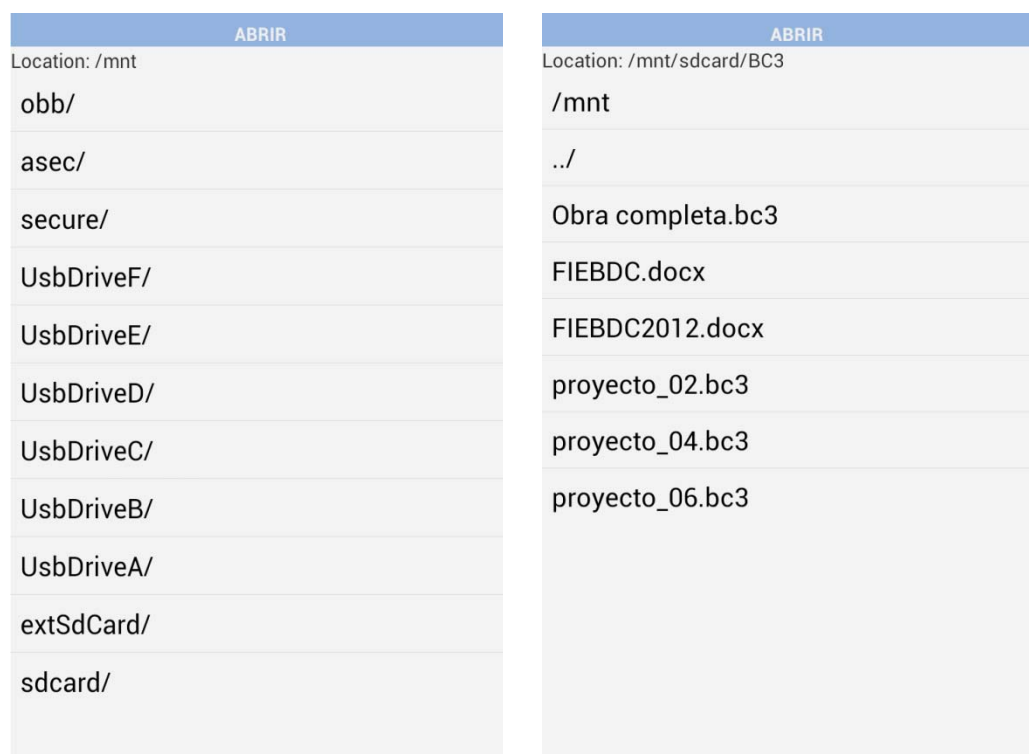 ABRIR
Location: /mnt
obb/
asec/
secure/
UsbDriveF/
UsbDriveE/
UsbDriveD/
UsbDriveC/
UsbDriveB/
UsbDriveA/
extSdCard/
sdcard/
ABRIR
Location: /mnt/sdcard/BC3
/mnt
../
Obra completa.bc3
FIEBDC.docx
FIEBDC2012.docx
proyecto_02.bc3
proyecto_04.bc3
proyecto_06.bc3